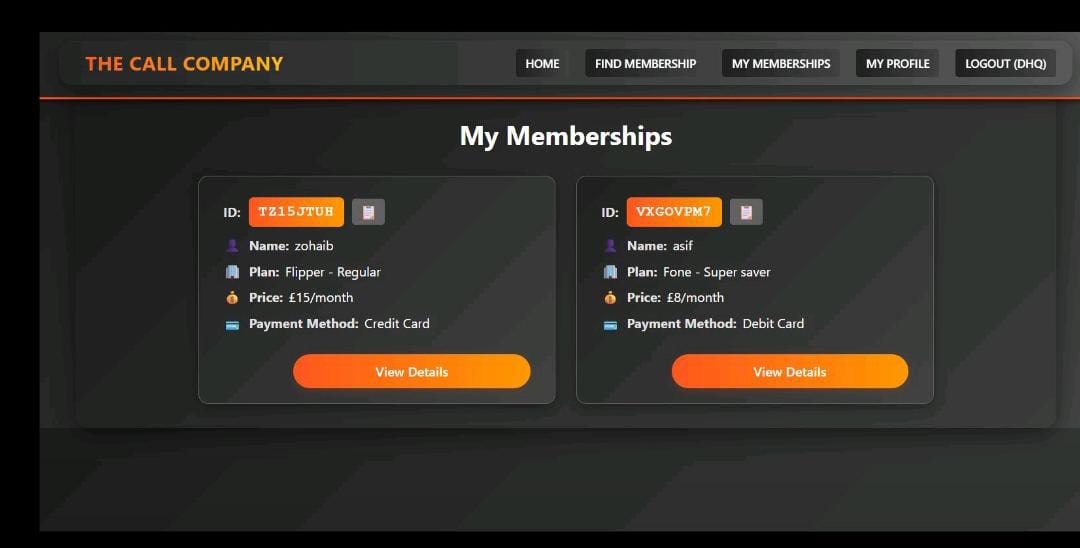 THE CALL COMPANY
HOME FIND MEMBERSHIP MY MEMBERSHIPS MY PROFILE LOGOUT (DHQ)
My Memberships
ID: TZ15JTUH
Name: zohaib
Plan: Flipper - Regular
Price: £15/month
Payment Method: Credit Card
View Details
ID: VXGOVPM7
Name: asif
Plan: Fone - Super saver
Price: £8/month
Payment Method: Debit Card
View Details